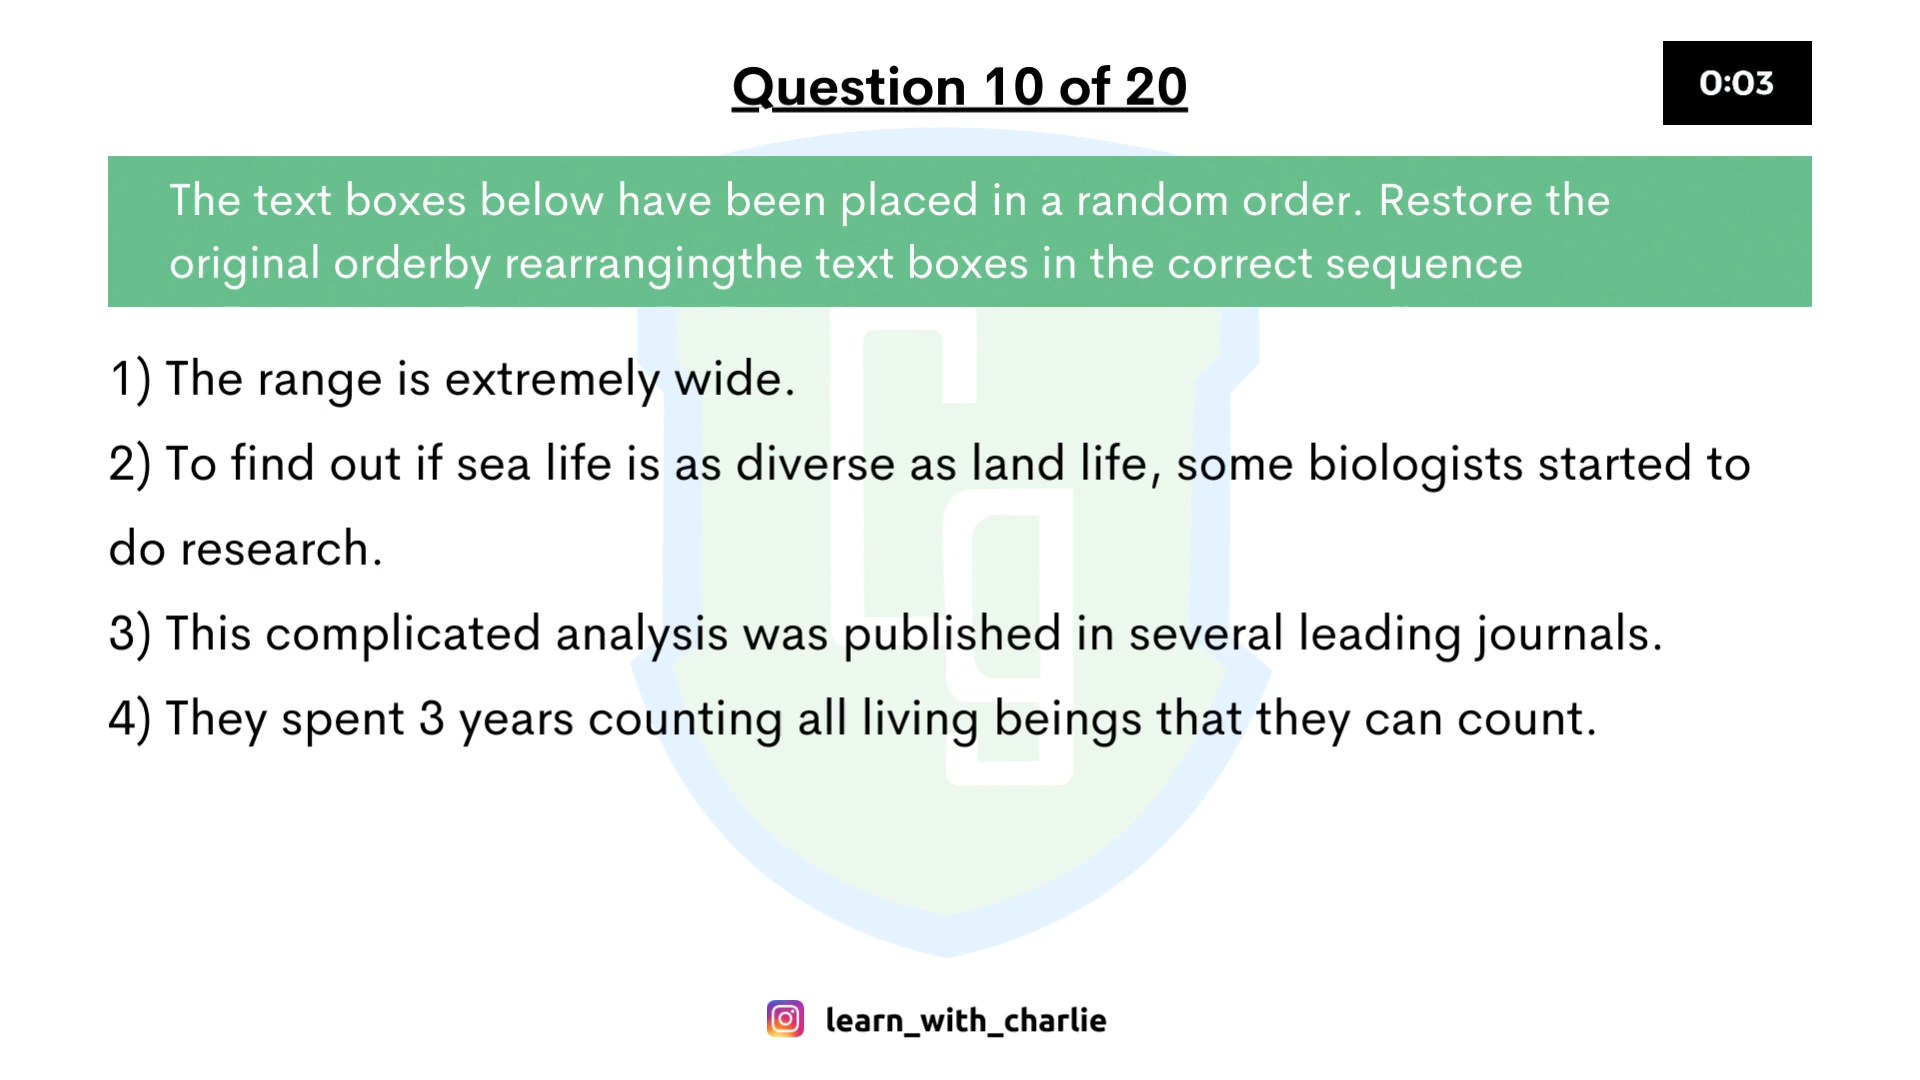 Question 10 of 20
0:03
The text boxes below have been placed in a random order. Restore the
original orderby rearrangingthe text boxes in the correct sequence
1) The range is extremely wide.
2) To find out if sea life is as diverse as land life, some biologists started to
do research.
3) This complicated analysis was published in several leading journals.
4) They spent 3 years counting all living beings that they can count.
learn_with_charlie